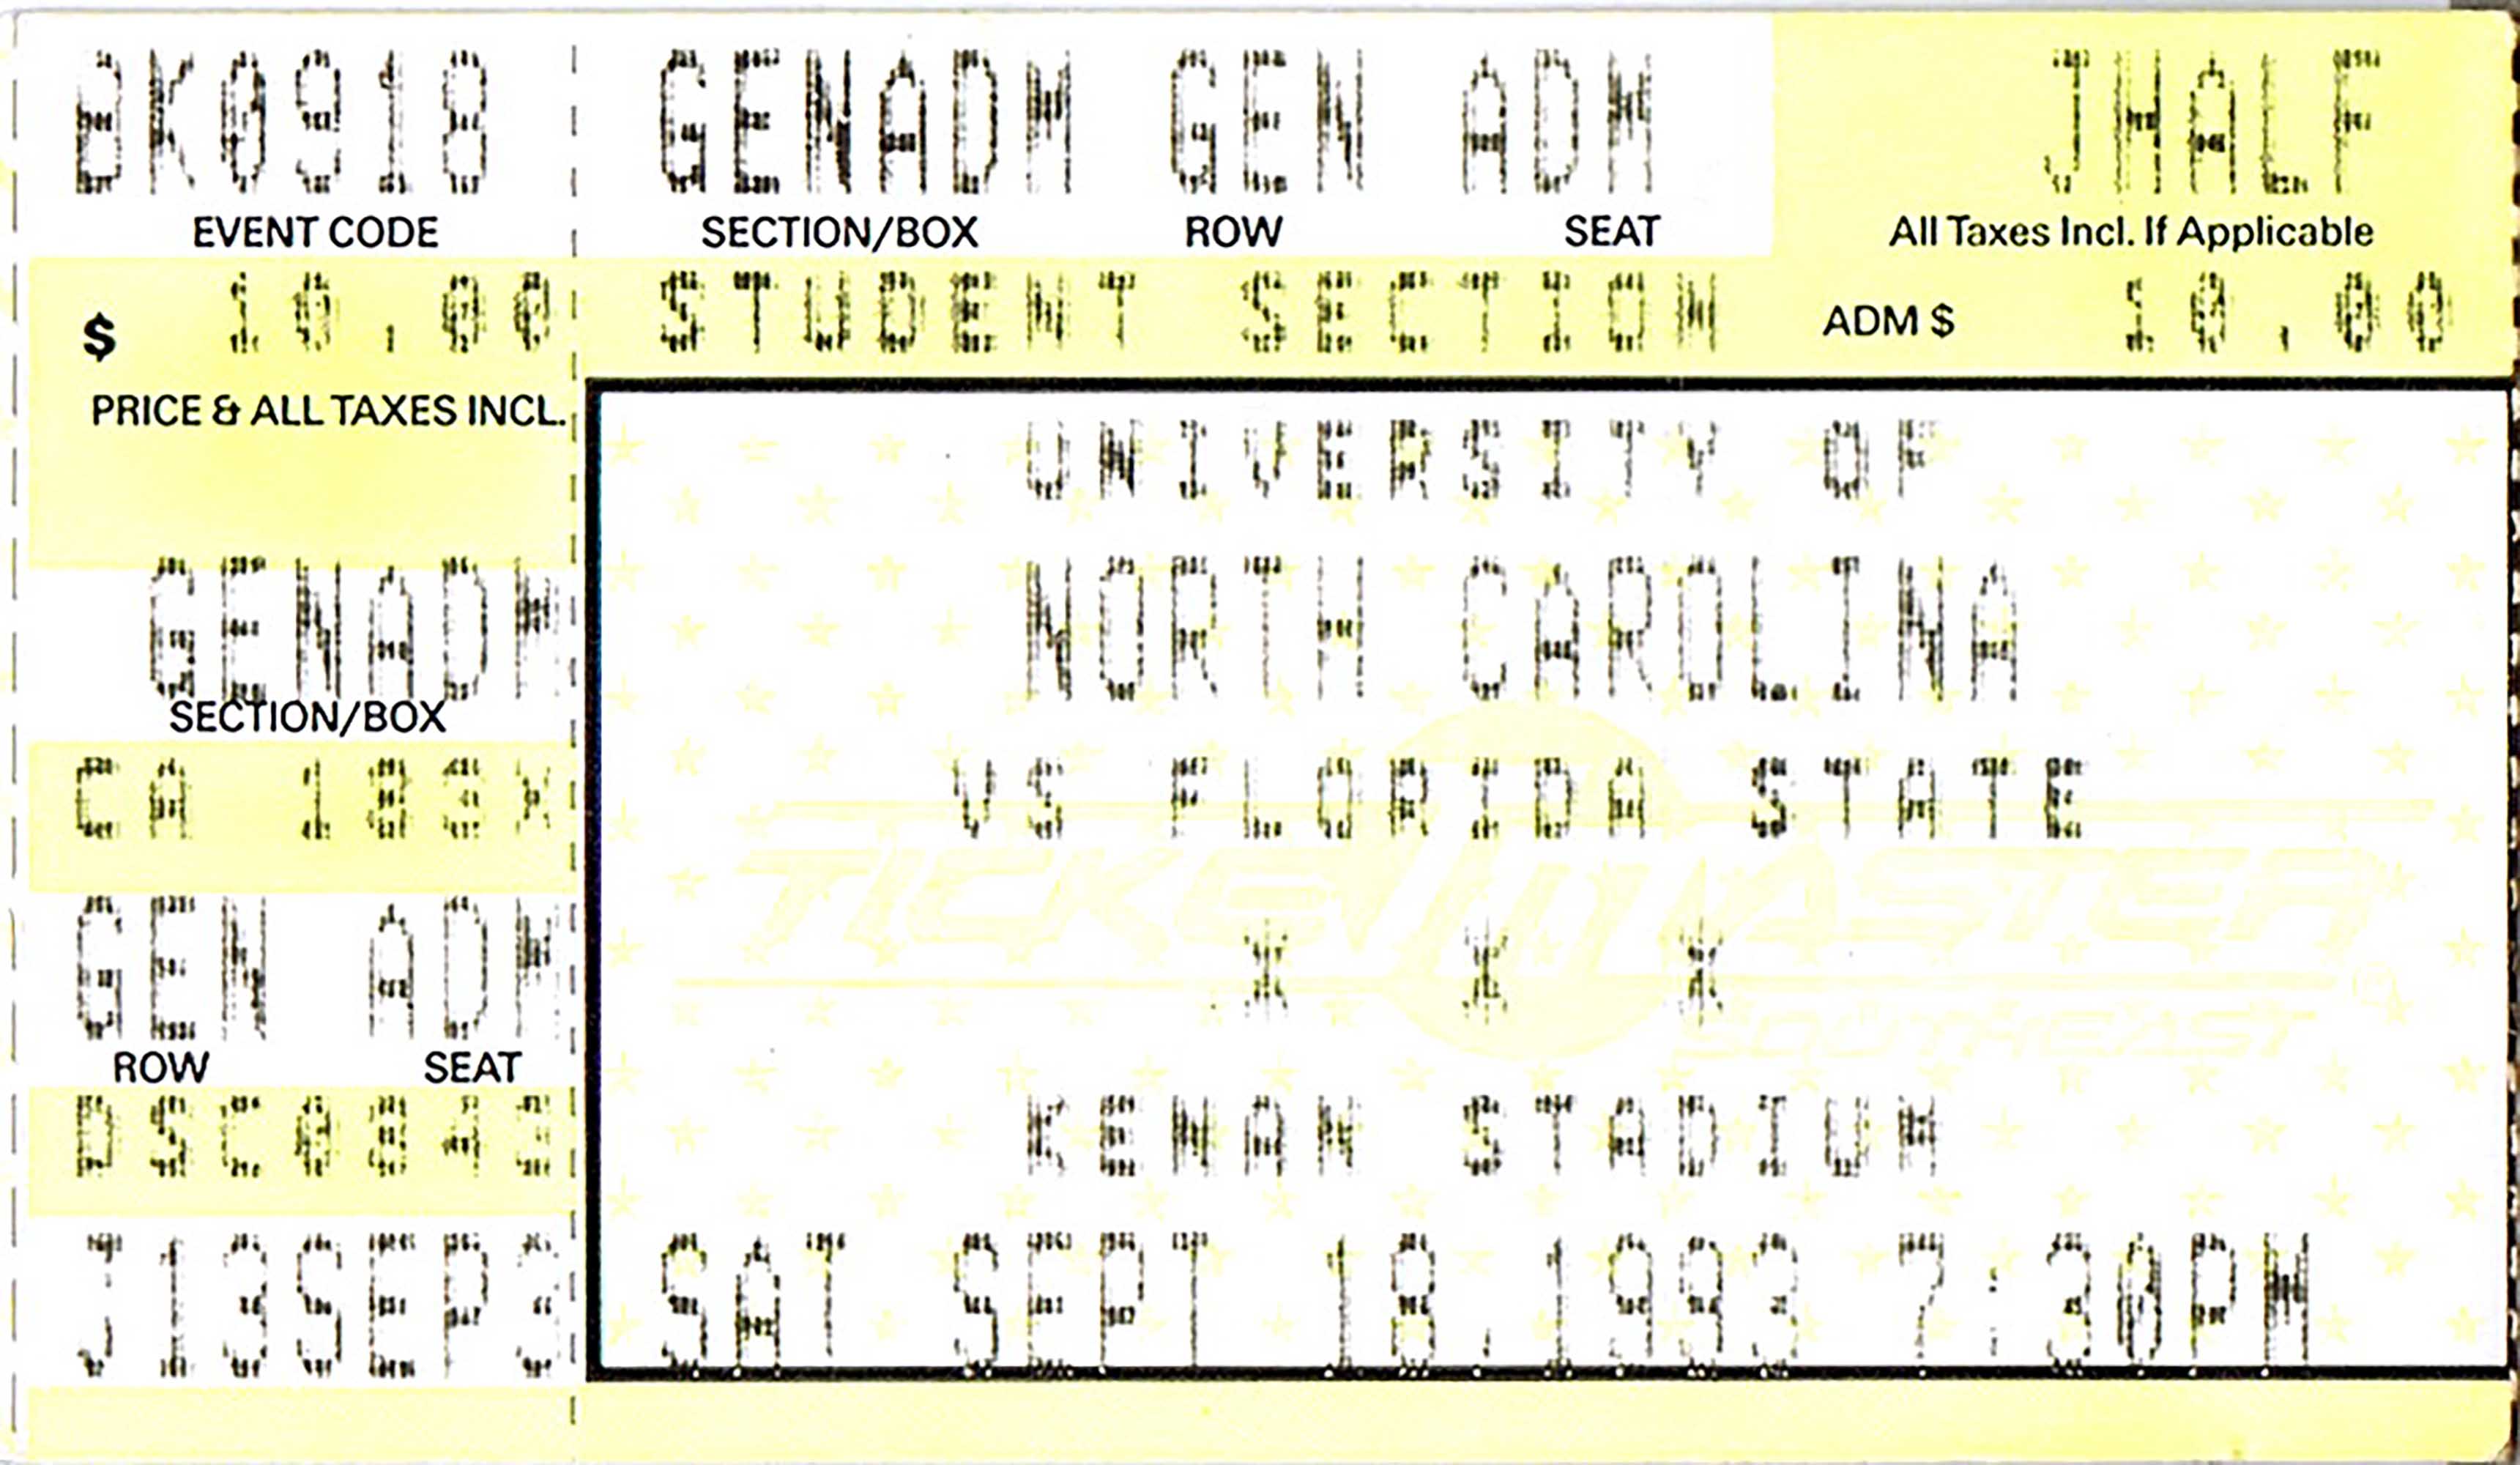 BK0918 GENADM GEN ADM JHALF
EVENT CODE SECTION/BOX ROW SEAT All Taxes Incl. If Applicable
$ 10.00 STUDENT SECTION ADM $ 10.00
PRICE & ALL TAXES INCL.
UNIVERSITY OF
GENADM NORTH CAROLINA
SECTION/BOX
CA 103X VS FLORIDA STATE
TICKETMASTER
GEN ADM * * *
SOUTHEAST
ROW SEAT
KENAN STADIUM
J13SEP3 SAT SEPT 18,1993 7:30PM